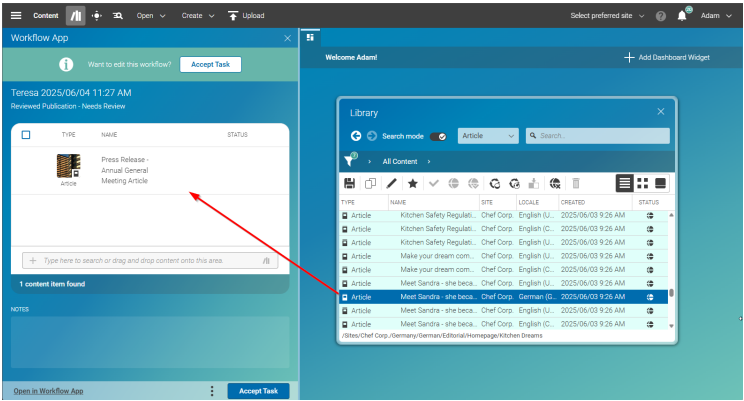 Content
Open
Create
Upload
Select preferred site
Adam
Workflow App
Welcome Adam!
Add Dashboard Widget
Want to edit this workflow?
Accept Task
Teresa 2025/06/04 11:27 AM
Reviewed Publication - Needs Review
TYPE NAME STATUS
Article
Press Release -
Annual General
Meeting Article
Type here to search or drag and drop content onto this area.
1 content item found
NOTES
Open in Workflow App
Accept Task
Library
Search mode
Article
Search...
All Content
TYPE NAME SITE LOCALE CREATED STATUS
Article Kitchen Safety Regulati... Chef Corp. English (U... 2025/06/03 9:26 AM
Article Kitchen Safety Regulati... Chef Corp. English (C... 2025/06/03 9:26 AM
Article Kitchen Safety Regulati... Chef Corp. English (U... 2025/06/03 9:26 AM
Article Make your dream com... Chef Corp. English (U... 2025/06/03 9:26 AM
Article Make your dream com... Chef Corp. English (C... 2025/06/03 9:26 AM
Article Meet Sandra - she beca... Chef Corp. English (U... 2025/06/03 9:26 AM
Article Meet Sandra - she beca... Chef Corp. German (G... 2025/06/03 9:26 AM
Article Meet Sandra - she beca... Chef Corp. English (C... 2025/06/03 9:26 AM
Article Meet Sandra - she beca... Chef Corp. English (U... 2025/06/03 9:26 AM
/Sites/Chef Corp./Germany/German/Editorial/Homepage/Kitchen Dreams